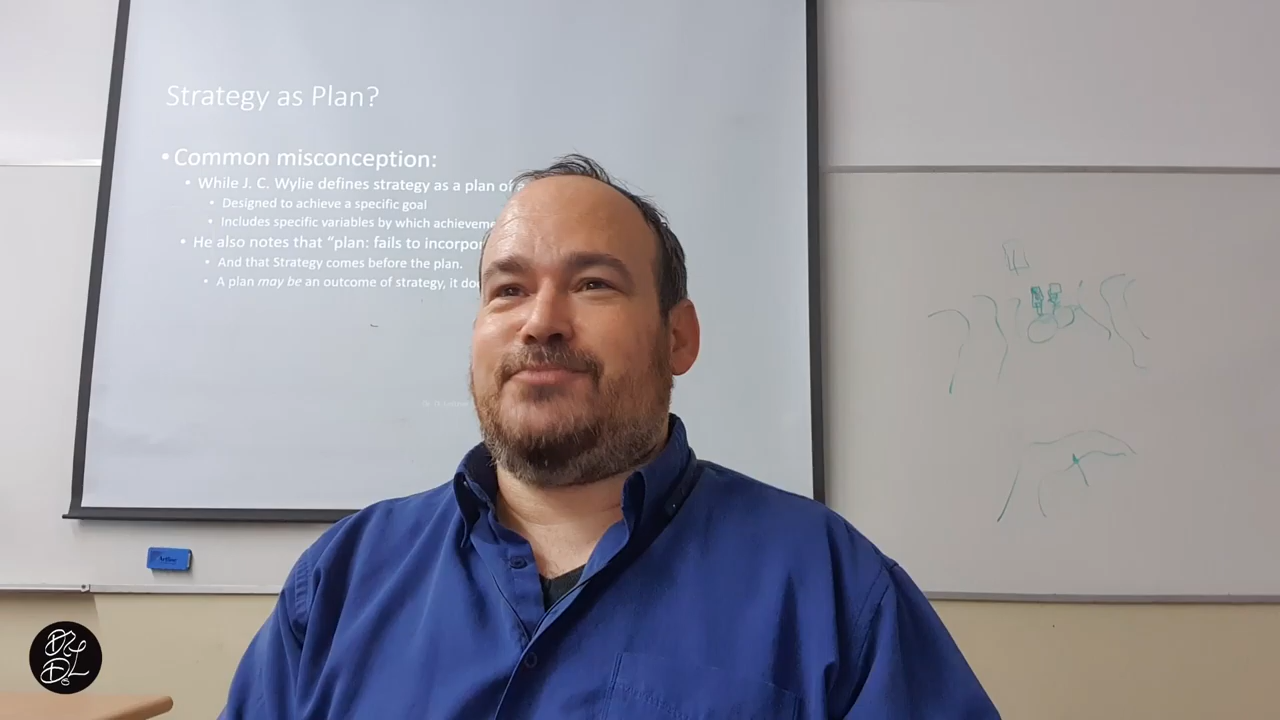 Strategy as Plan?
• Common misconception:
• While J. C. Wylie defines strategy as a plan of a
• Designed to achieve a specific goal
• Includes specific variables by which achieveme
• He also notes that “plan: fails to incorpor
• And that Strategy comes before the plan.
• A plan may be an outcome of strategy, it doe